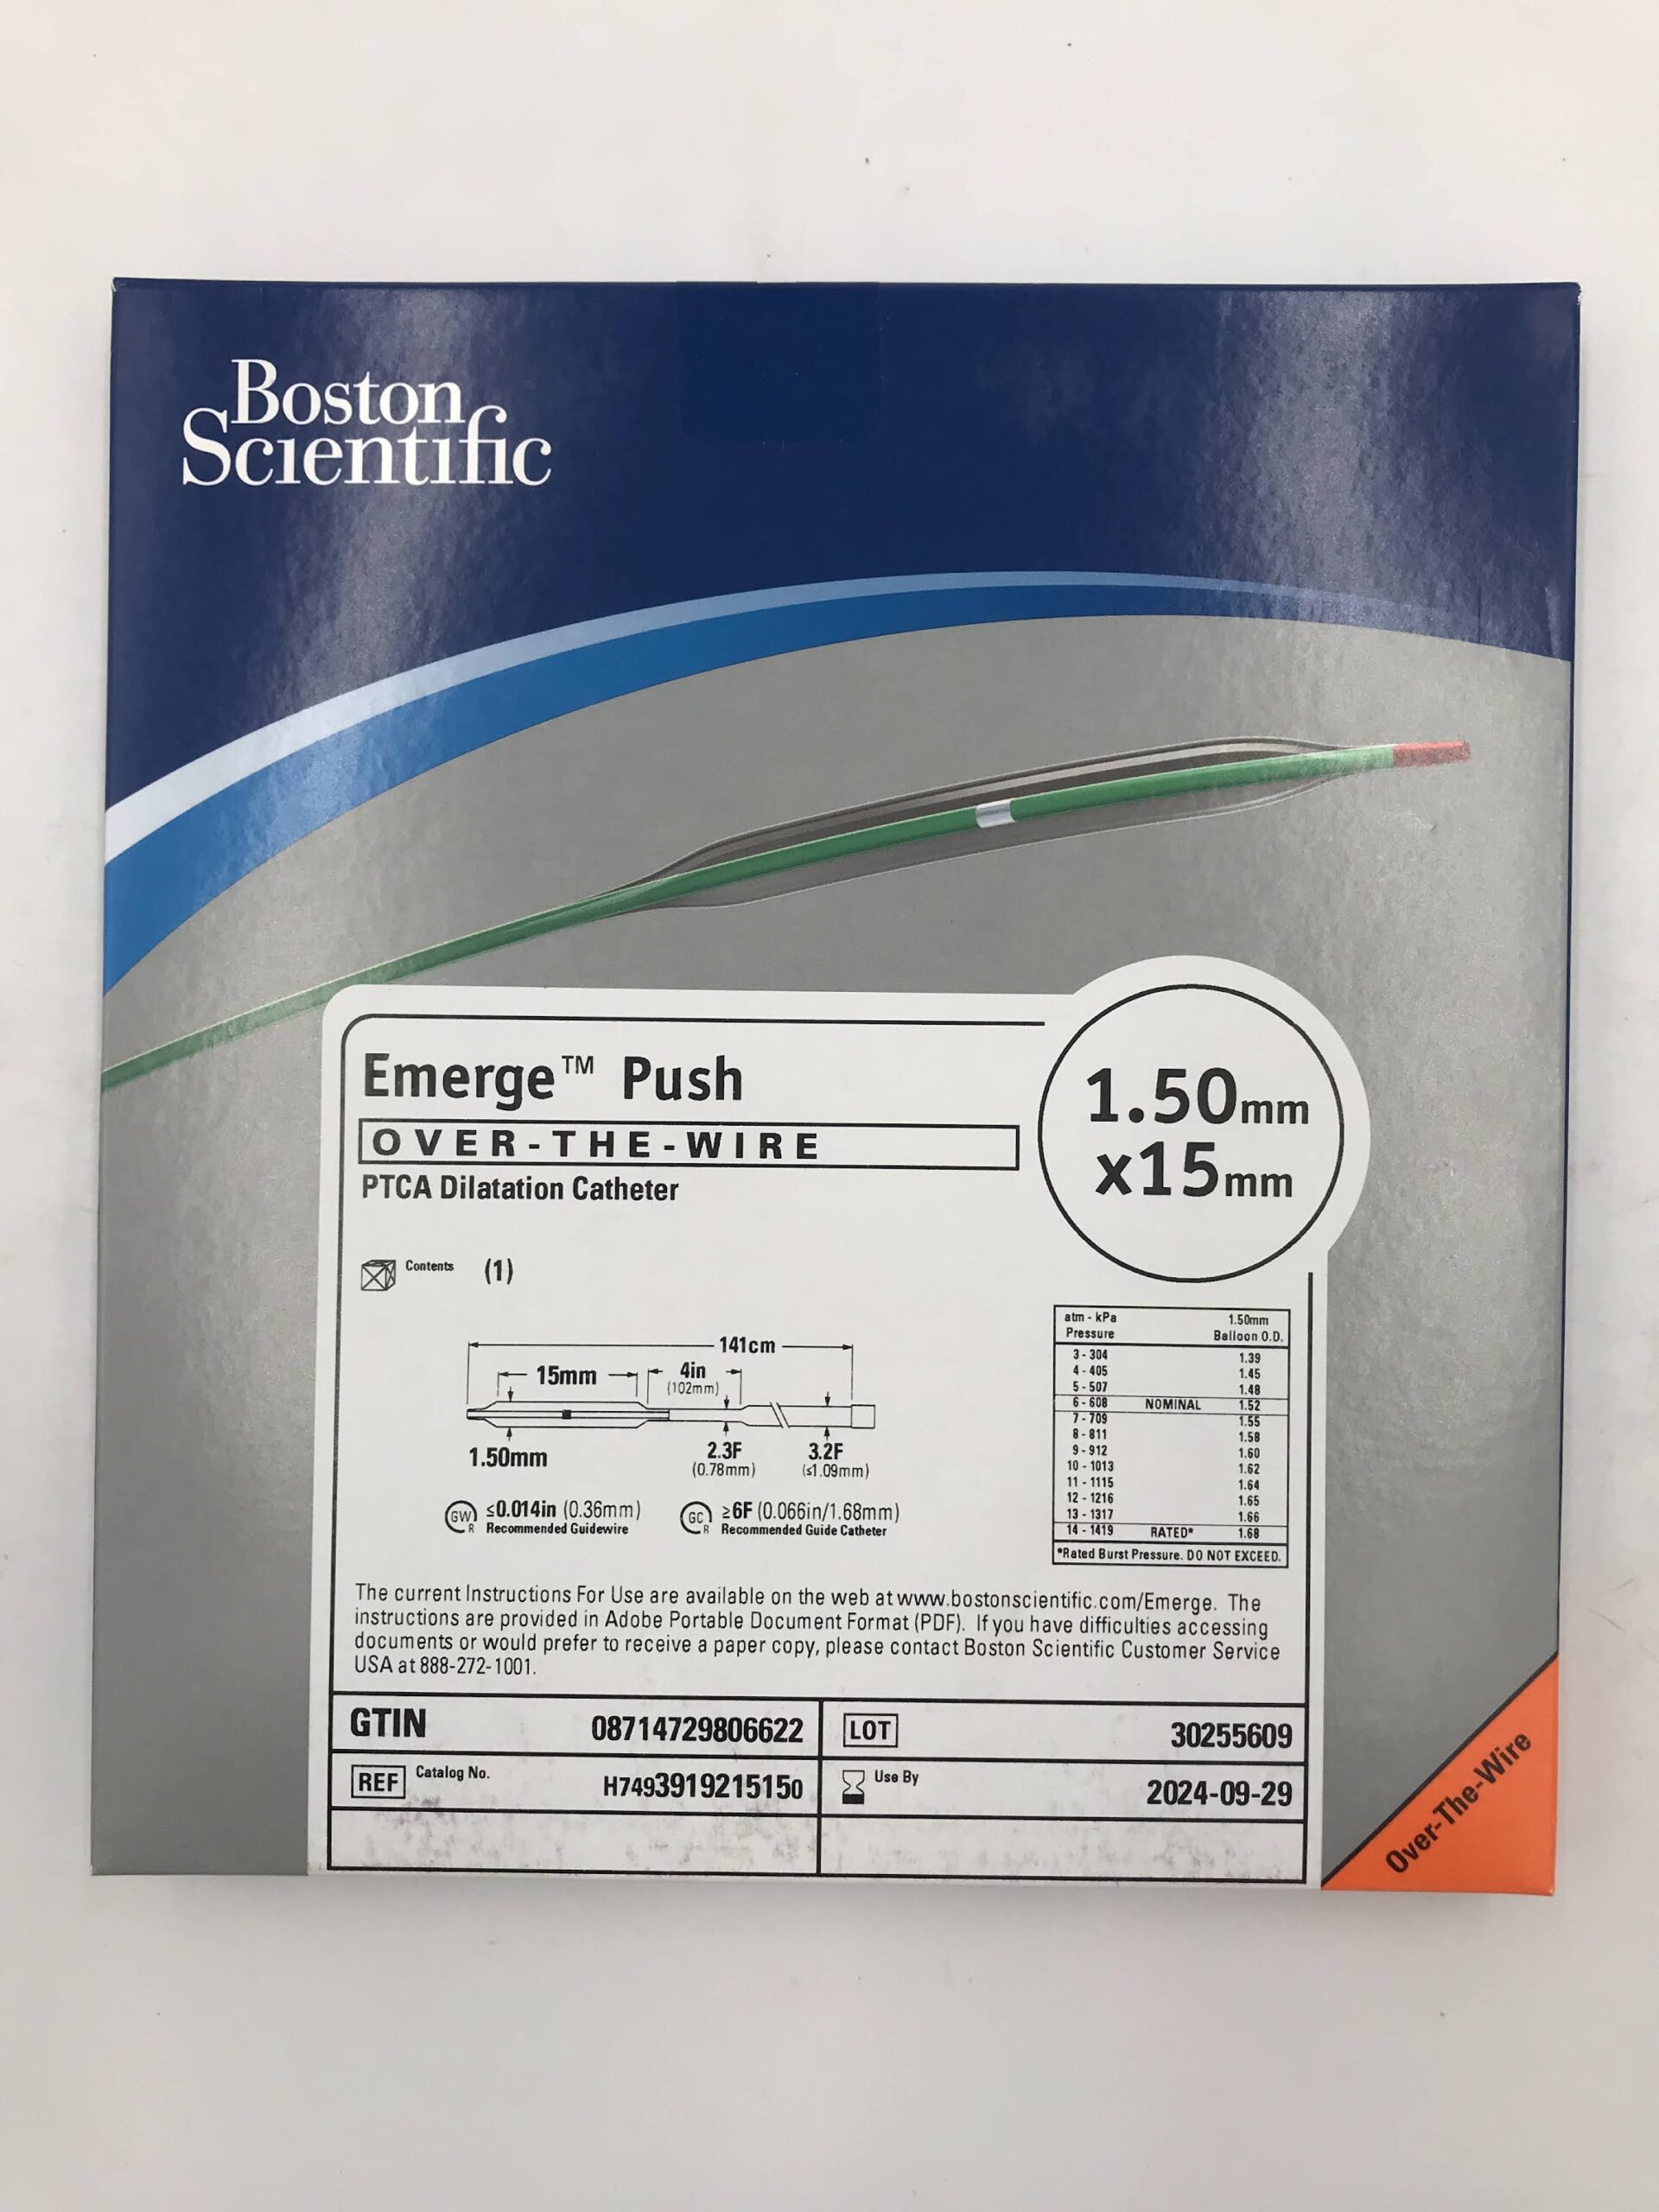 Boston
Scientific
Emerge™ Push
OVER-THE-WIRE
PTCA Dilatation Catheter
1.50mm
x15mm
Contents (1)
141cm
15mm 4in
(102mm)
1.50mm 2.3F 3.2F
(0.78mm) (≤1.09mm)
GW R ≤0.014in (0.36mm)
Recommended Guidewire
GC R ≥6F (0.066in/1.68mm)
Recommended Guide Catheter
atm - kPa 1.50mm
Pressure Balloon O.D.
3 - 304 1.39
4 - 405 1.45
5 - 507 1.48
6 - 608 NOMINAL 1.52
7 - 709 1.55
8 - 811 1.58
9 - 912 1.60
10 - 1013 1.62
11 - 1115 1.64
12 - 1216 1.65
13 - 1317 1.66
14 - 1419 RATED* 1.68
*Rated Burst Pressure. DO NOT EXCEED.
The current Instructions For Use are available on the web at www.bostonscientific.com/Emerge. The
instructions are provided in Adobe Portable Document Format (PDF). If you have difficulties accessing
documents or would prefer to receive a paper copy, please contact Boston Scientific Customer Service
USA at 888-272-1001.
GTIN 08714729806622 LOT 30255609
REF Catalog No. H7493919215150 Use By 2024-09-29
Over-The-Wire